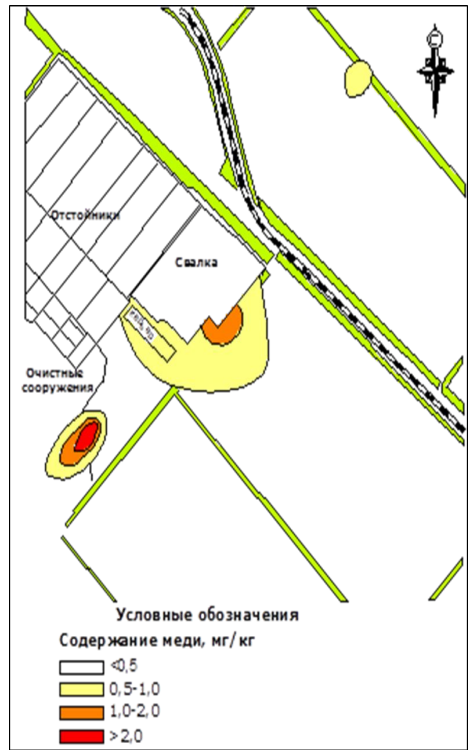 С
Отстойники
Свалка
Очистные
сооружения
Условные обозначения
Содержание меди, мг/кг
<0,5
0,5-1,0
1,0-2,0
>2,0